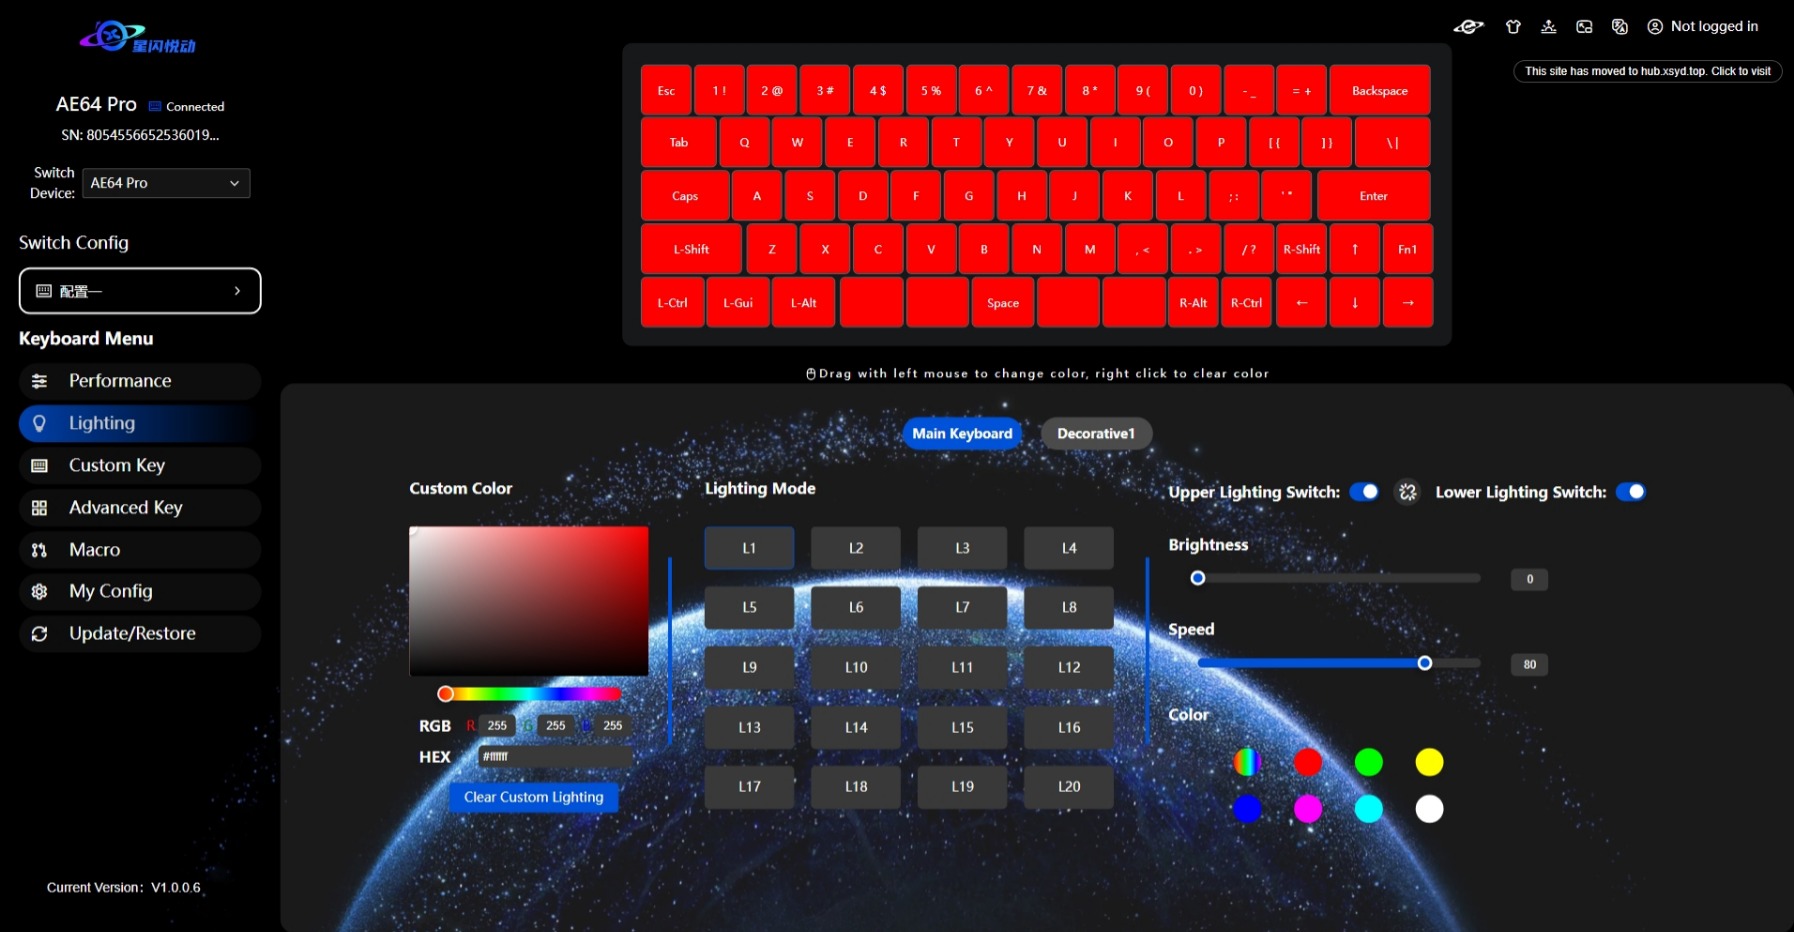 星闪悦动
Not logged in
This site has moved to hub.xsyd.top. Click to visit
AE64 Pro Connected
SN: 8054556652536019...
Switch Device: AE64 Pro
Switch Config
配置一
Keyboard Menu
Performance
Lighting
Custom Key
Advanced Key
Macro
My Config
Update/Restore
Current Version: V1.0.0.6
Esc 1 ! 2 @ 3 # 4 $ 5 % 6 ^ 7 & 8 * 9 ( 0 ) - _ = + Backspace
Tab Q W E R T Y U I O P [ { ] } \ |
Caps A S D F G H J K L ; : ' " Enter
L-Shift Z X C V B N M , < . > / ? R-Shift ↑ Fn1
L-Ctrl L-Gui L-Alt Space R-Alt R-Ctrl ← ↓ →
Drag with left mouse to change color, right click to clear color
Main Keyboard Decorative1
Custom Color
RGB R 255 G 255 B 255
HEX #ffffff
Clear Custom Lighting
Lighting Mode
L1 L2 L3 L4
L5 L6 L7 L8
L9 L10 L11 L12
L13 L14 L15 L16
L17 L18 L19 L20
Upper Lighting Switch: Lower Lighting Switch:
Brightness
0
Speed
80
Color